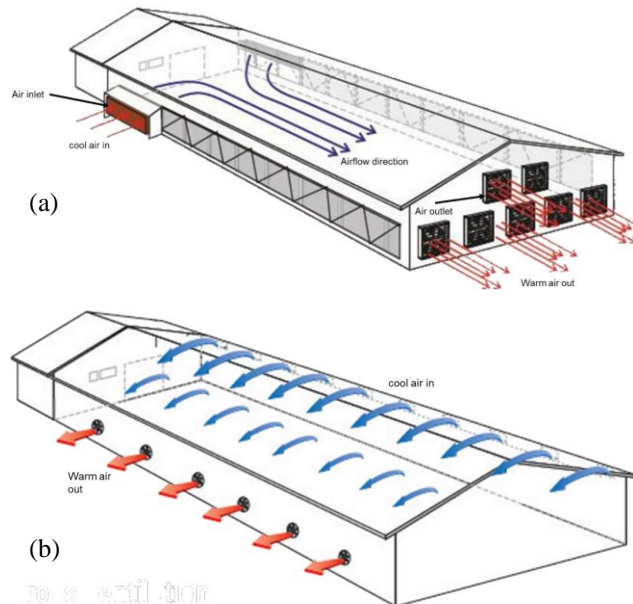 Air inlet
cool air in
Airflow direction
(a)
Air outlet
Warm air out
cool air in
Warm air
out
(b)